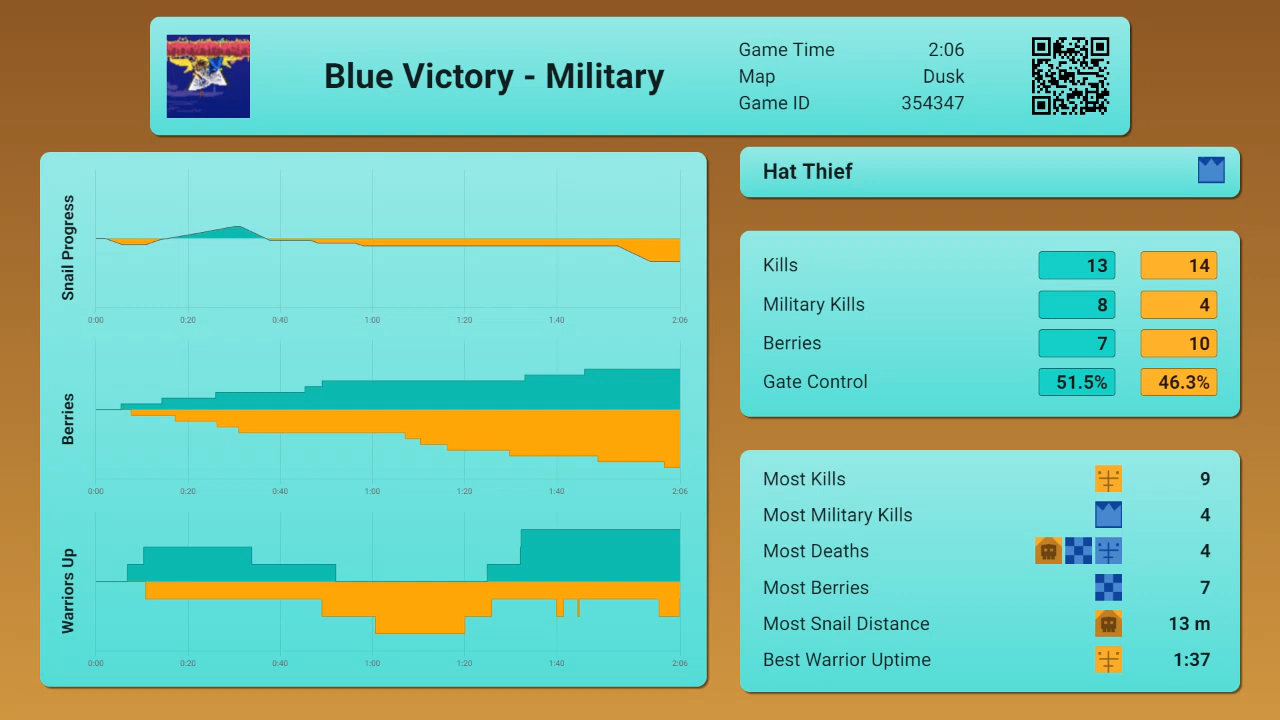 Blue Victory - Military
Game Time 2:06
Map Dusk
Game ID 354347
Snail Progress
0:00 0:20 0:40 1:00 1:20 1:40 2:06
Berries
0:00 0:20 0:40 1:00 1:20 1:40 2:06
Warriors Up
0:00 0:20 0:40 1:00 1:20 1:40 2:06
Hat Thief
Kills 13 14
Military Kills 8 4
Berries 7 10
Gate Control 51.5% 46.3%
Most Kills 9
Most Military Kills 4
Most Deaths 4
Most Berries 7
Most Snail Distance 13 m
Best Warrior Uptime 1:37